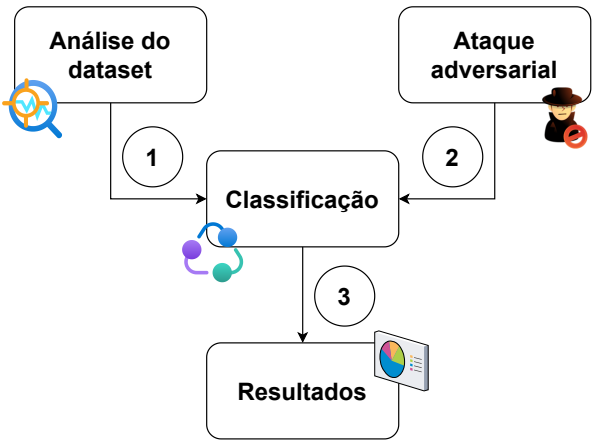 Análise do
dataset
Ataque
adversarial
1
2
Classificação
3
Resultados